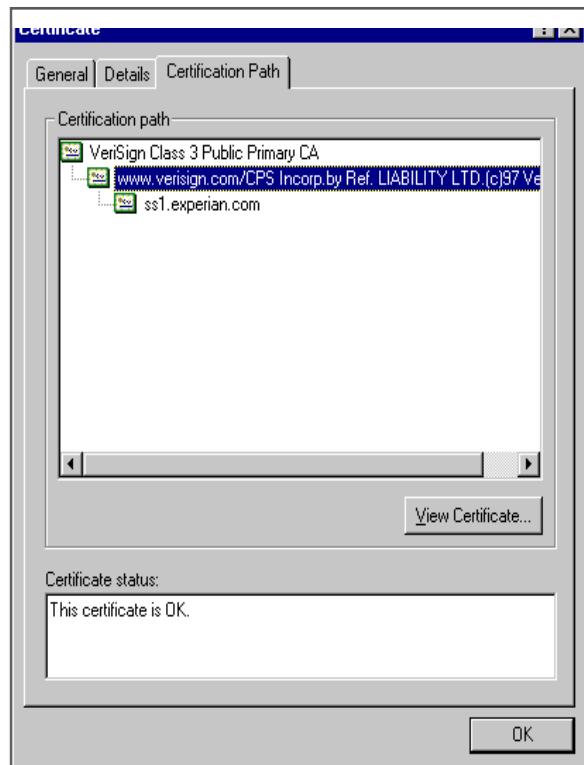 Certificate
General Details Certification Path
Certification path
VeriSign Class 3 Public Primary CA
www.verisign.com/CPS Incorp.by Ref. LIABILITY LTD.(c)97 Ve
ss1.experian.com
View Certificate...
Certificate status:
This certificate is OK.
OK